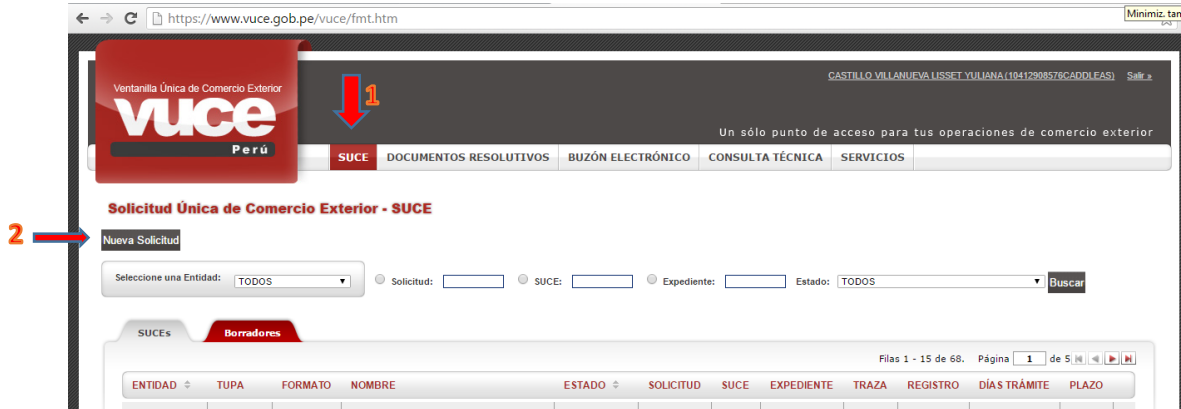 Minimiz. tan
https://www.vuce.gob.pe/vuce/fmt.htm
CASTILLO VILLANUEVA LISSET YULIANA (10412908576CADDLEAS) Salir »
Ventanilla Única de Comercio Exterior
vuce
Perú
1
Un sólo punto de acceso para tus operaciones de comercio exterior
SUCE DOCUMENTOS RESOLUTIVOS BUZÓN ELECTRÓNICO CONSULTA TÉCNICA SERVICIOS
Solicitud Única de Comercio Exterior - SUCE
2
Nueva Solicitud
Seleccione una Entidad: TODOS Solicitud: SUCE: Expediente: Estado: TODOS Buscar
SUCEs Borradores
Filas 1 - 15 de 68. Página 1 de 5
ENTIDAD TUPA FORMATO NOMBRE ESTADO SOLICITUD SUCE EXPEDIENTE TRAZA REGISTRO DÍAS TRÁMITE PLAZO